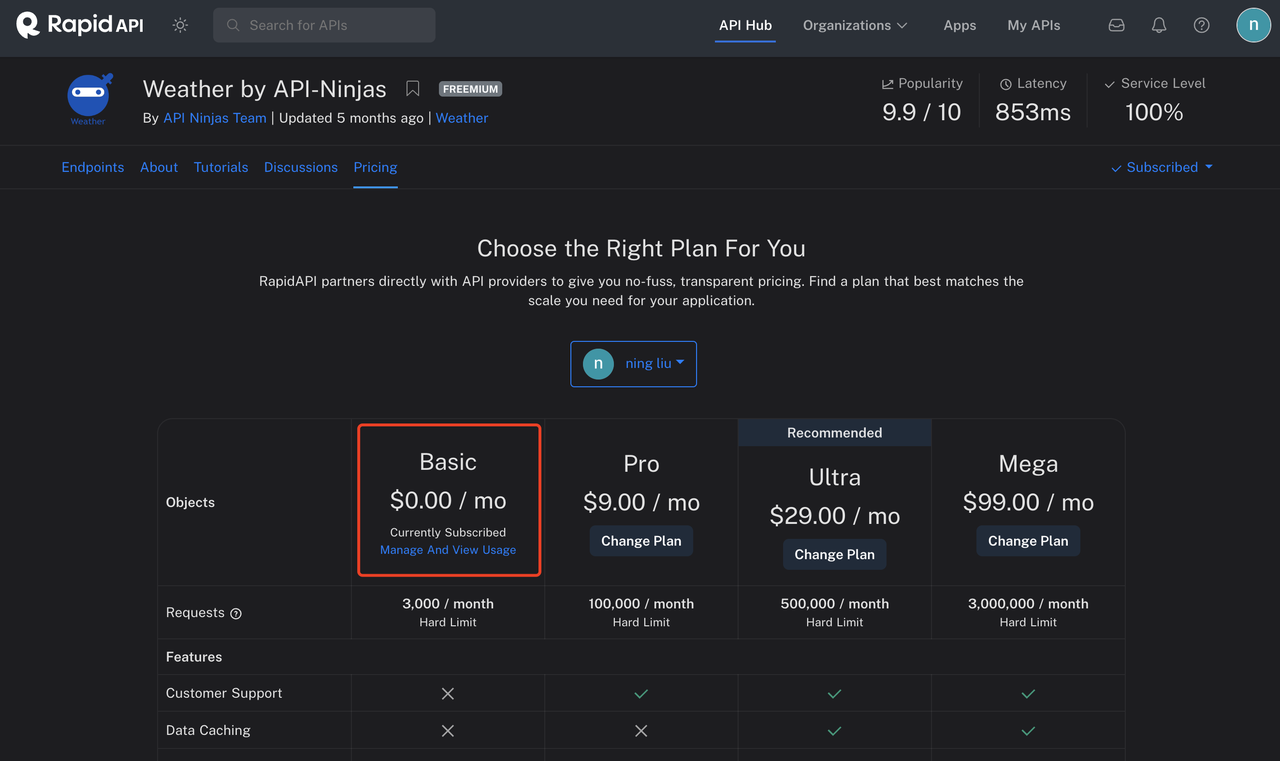 Rapid API
Search for APIs
API Hub
Organizations
Apps
My APIs
n
Weather
Weather by API-Ninjas
FREEMIUM
By API Ninjas Team | Updated 5 months ago | Weather
Popularity
9.9 / 10
Latency
853ms
Service Level
100%
Endpoints
About
Tutorials
Discussions
Pricing
Subscribed
Choose the Right Plan For You
RapidAPI partners directly with API providers to give you no-fuss, transparent pricing. Find a plan that best matches the
scale you need for your application.
n ning liu
Objects
Basic
$0.00 / mo
Currently Subscribed
Manage And View Usage
Pro
$9.00 / mo
Change Plan
Recommended
Ultra
$29.00 / mo
Change Plan
Mega
$99.00 / mo
Change Plan
Requests
3,000 / month
Hard Limit
100,000 / month
Hard Limit
500,000 / month
Hard Limit
3,000,000 / month
Hard Limit
Features
Customer Support
Data Caching